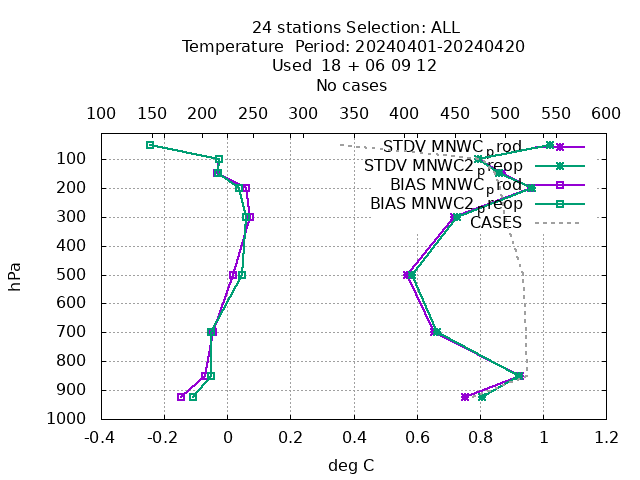 24 stations Selection: ALL
Temperature  Period: 20240401-20240420
Used  18 + 06 09 12
No cases
100 150 200 250 300 350 400 450 500 550 600
STDV MNWC_prod
STDV MNWC2_preop
BIAS MNWC_prod
BIAS MNWC2_preop
CASES
hPa
100
200
300
400
500
600
700
800
900
1000
-0.4 -0.2 0 0.2 0.4 0.6 0.8 1 1.2
deg C